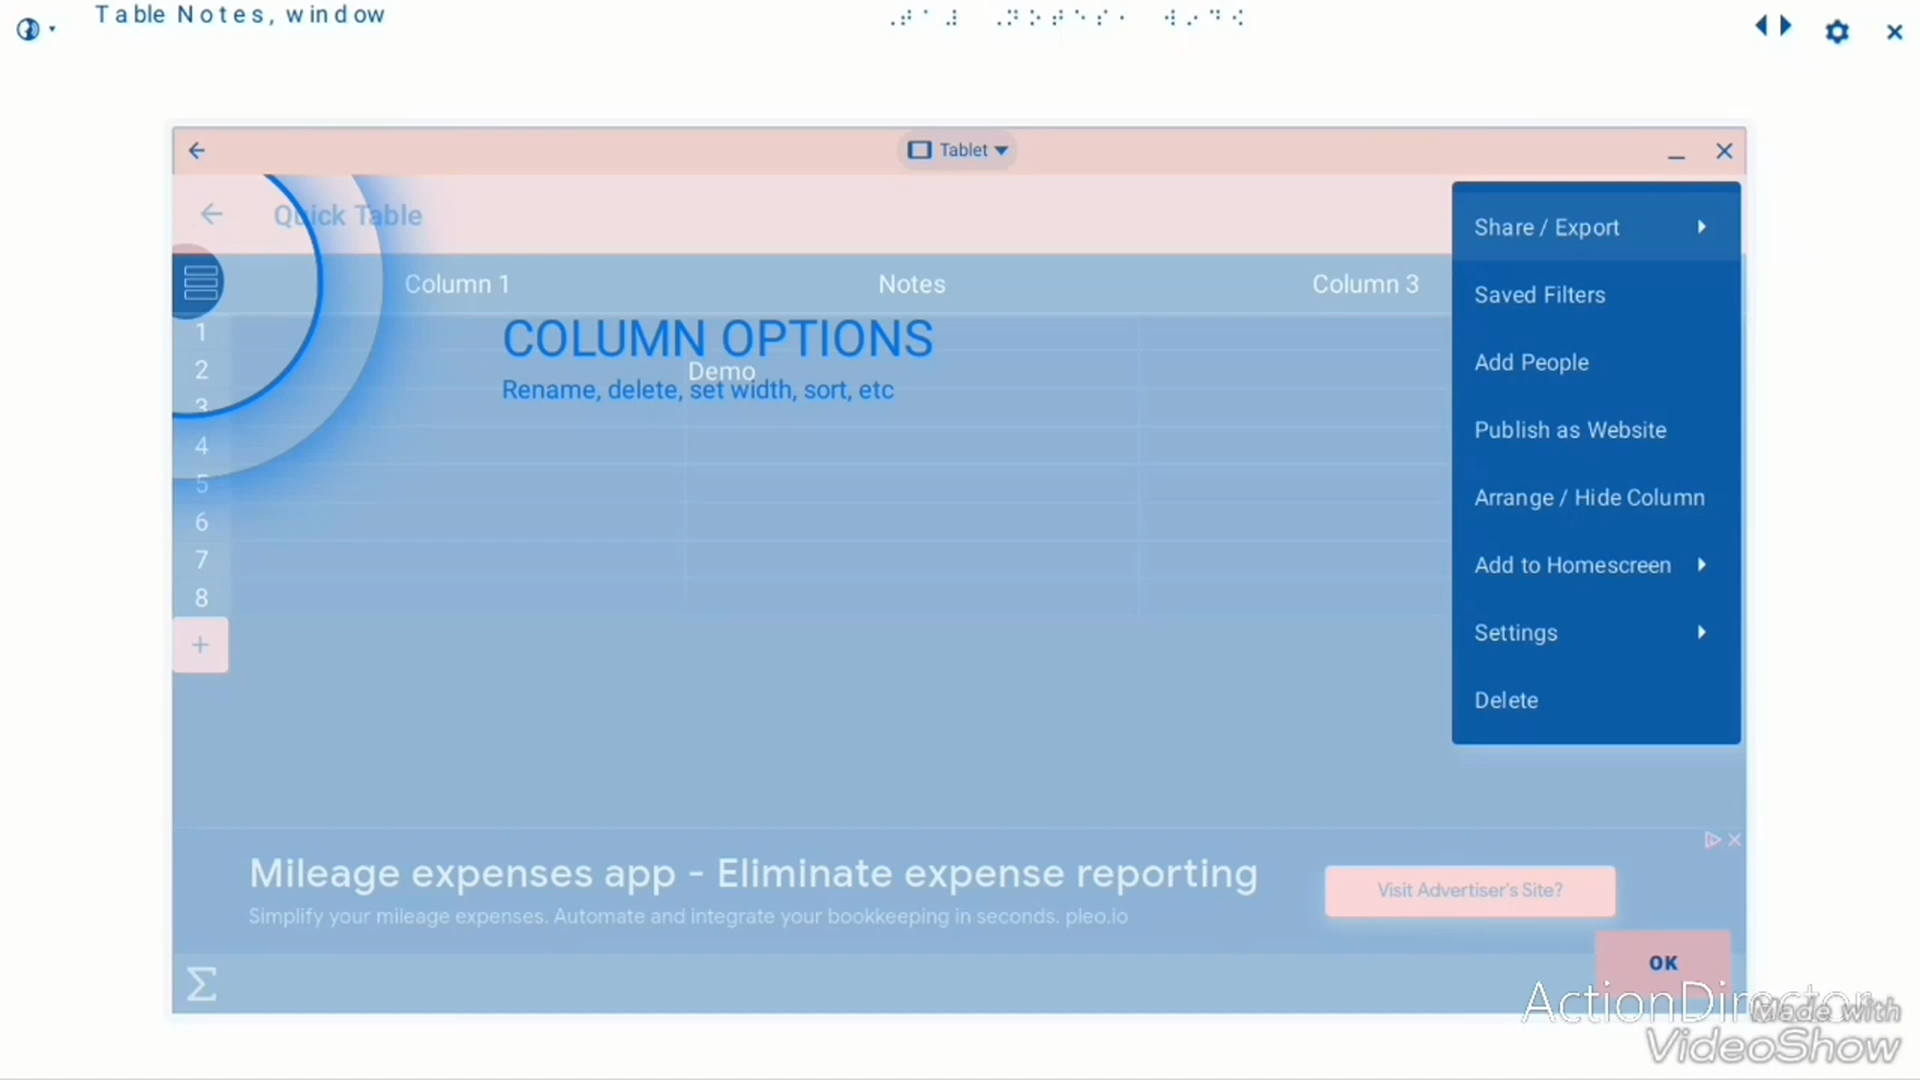 Table Notes, window
Tablet
Quick Table
Column 1
Notes
Column 3
COLUMN OPTIONS
Demo
Rename, delete, set width, sort, etc
1
2
3
4
5
6
7
8
+
Share / Export
Saved Filters
Add People
Publish as Website
Arrange / Hide Column
Add to Homescreen
Settings
Delete
Mileage expenses app - Eliminate expense reporting
Simplify your mileage expenses. Automate and integrate your bookkeeping in seconds. pleo.io
Visit Advertiser's Site?
Σ
OK
ActionDirector
Made with
VideoShow